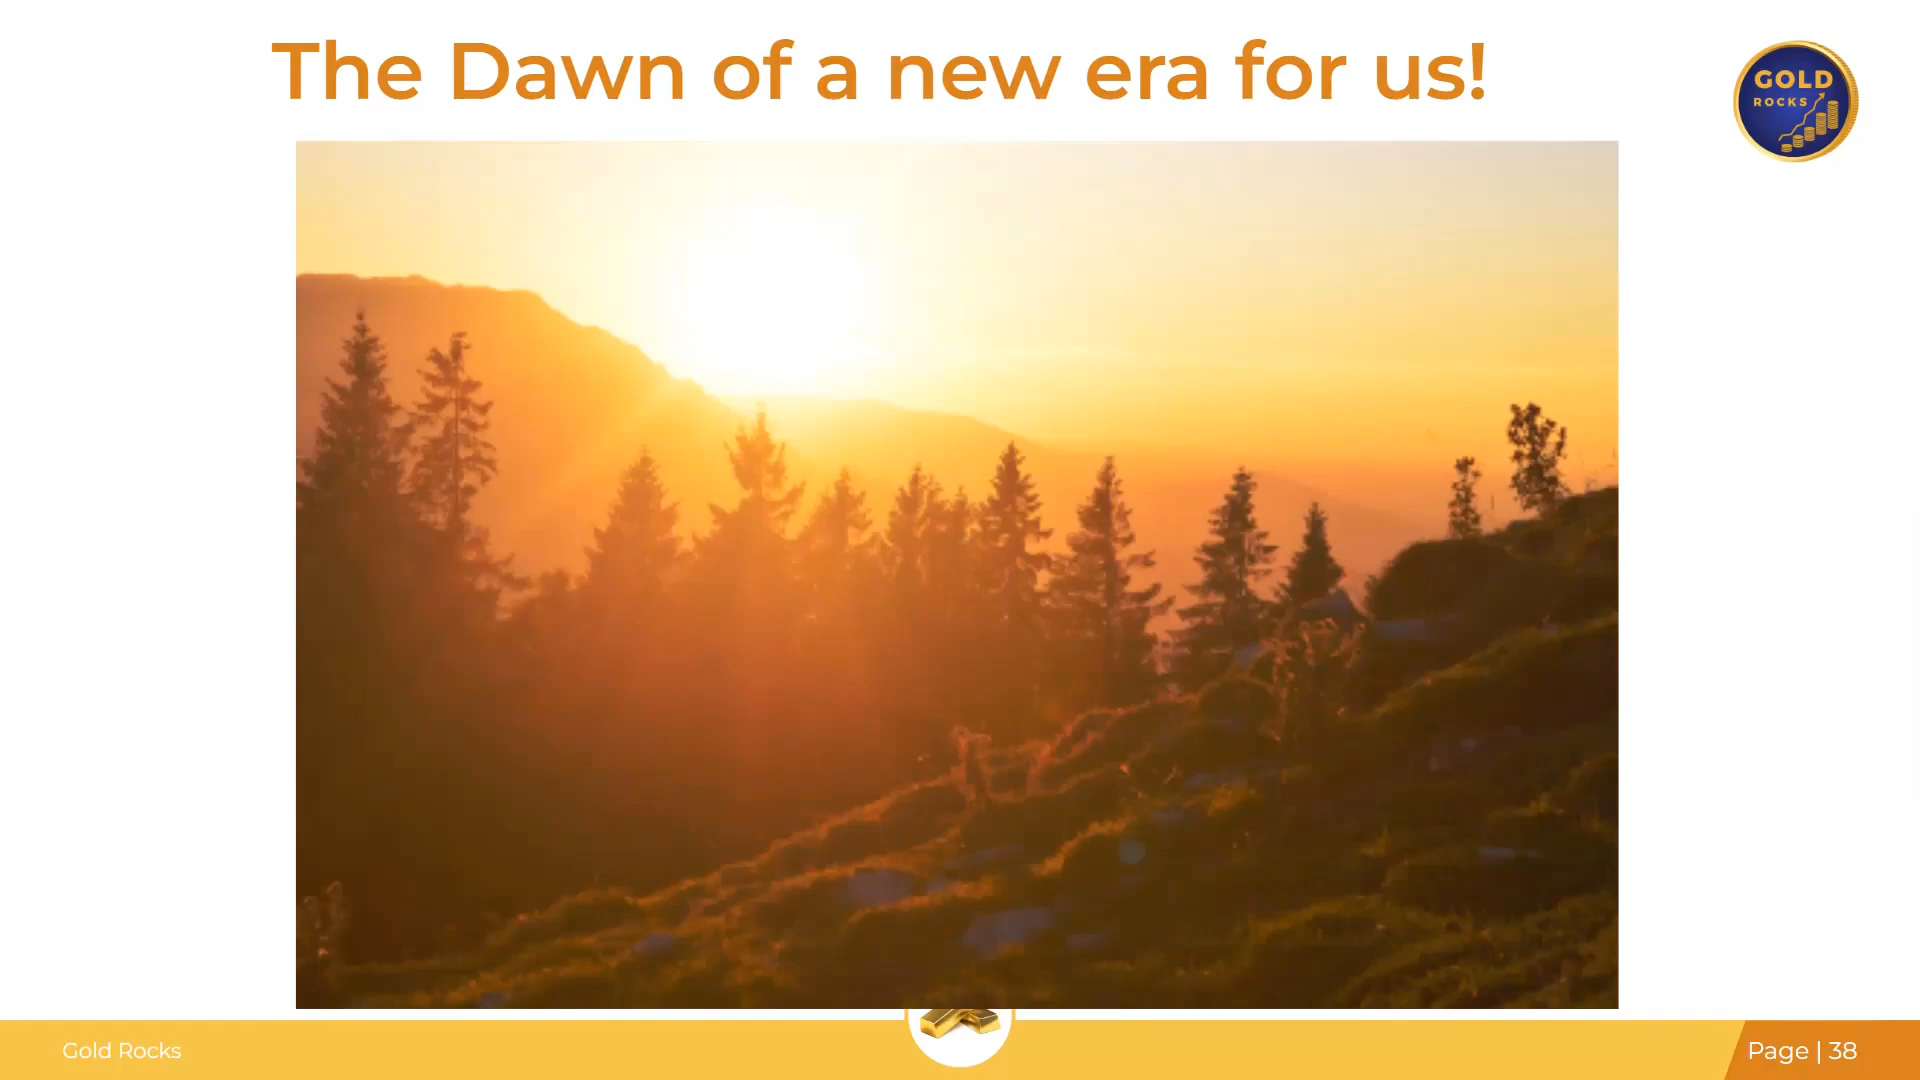 The Dawn of a new era for us!
GOLD
ROCKS
Gold Rocks
Page | 38